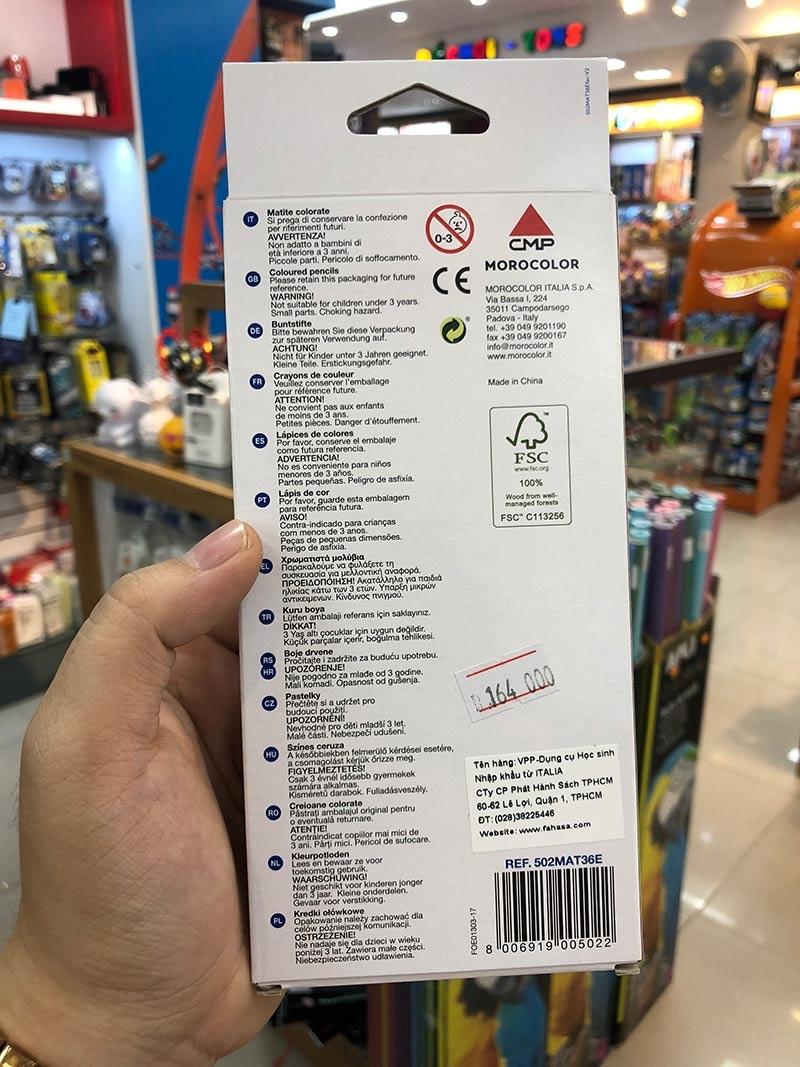 502MAT36Efsc-V2
IT
Matite colorate
Si prega di conservare la confezione
per riferimenti futuri.
AVVERTENZA!
Non adatto a bambini di
età inferiore a 3 anni.
Piccole parti. Pericolo di soffocamento.
GB
Coloured pencils
Please retain this packaging for future
reference.
WARNING!
Not suitable for children under 3 years.
Small parts. Choking hazard.
DE
Buntstifte
Bitte bewahren Sie diese Verpackung
zur späteren Verwendung auf.
ACHTUNG!
Nicht für Kinder unter 3 Jahren geeignet.
Kleine Teile. Erstickungsgefahr.
FR
Crayons de couleur
Veuillez conserver l'emballage
pour référence future.
ATTENTION!
Ne convient pas aux enfants
de moins de 3 ans.
Petites pièces. Danger d'étouffement.
ES
Lápices de colores
Por favor, conserve el embalaje
como futura referencia.
ADVERTENCIA!
No es conveniente para niños
menores de 3 años.
Partes pequeñas. Peligro de asfixia.
PT
Lápis de cor
Por favor, guarde esta embalagem
para referência futura.
AVISO!
Contra-indicado para crianças
com menos de 3 anos.
Peças de pequenas dimensões.
Perigo de asfixia.
EL
Χρωματιστά μολύβια
Παρακαλούμε να φυλάξετε τη
συσκευασία για μελλοντική αναφορά.
ΠΡΟΕΙΔΟΠΟΙΗΣΗ! Ακατάλληλο για παιδιά
ηλικίας κάτω των 3 ετών. Υπαρξη μικρών
αντικειμενων. Κίνδυνος πνιγμού.
TR
Kuru boya
Lütfen ambalaji referans için saklayınız.
DİKKAT!
3 Yaş altı çocuklar için uygun değildir.
Küçük parçalar içerir, boğulma tehlikesi.
RS
HR
Boje drvene
Pročitajte i zadržite za buduću upotrebu.
UPOZORENJE!
Nije pogodno za mlađe od 3 godine.
Mali komadi. Opasnost od gušenja.
CZ
Pastelky
Přečtěte si a udržet pro
budoucí použití.
UPOZORNĚNÍ!
Nevhodné pro děti mladší 3 let.
Malé části. Nebezpečí udušení.
HU
Színes ceruza
A későbbiekben felmerülő kérdései esetére,
a csomagolást kérjük őrizze meg.
FIGYELMEZTETÉS!
Csak 3 évnél idősebb gyermekek
számára alkalmas.
Kisméretű darabok. Fulladásveszély.
RO
Creioane colorate
Păstrați ambalajul original pentru
o eventuală returnare.
ATENȚIE!
Contraindicat copiilor mai mici de
3 ani. Părți mici. Pericol de sufocare.
NL
Kleurpotloden
Lees en bewaar ze voor
toekomstig gebruik.
WAARSCHUWING!
Niet geschikt voor kinderen jonger
dan 3 jaar. Kleine onderdelen.
Gevaar voor verstikking.
PL
Kredki ołówkowe
Opakowanie należy zachować dla
celów późniejszej komunikacji.
OSTRZEŻENIE!
Nie nadaje się dla dzieci w wieku
poniżej 3 lat. Zawiera małe części.
Niebezpieczeństwo udławienia.
0-3
CE
CMP
MOROCOLOR
MOROCOLOR ITALIA S.p.A.
Via Bassa I, 224
35011 Campodarsego
Padova - Italy
tel. +39 049 9201190
fax +39 049 9200167
info@morocolor.it
www.morocolor.it
Made in China
FSC
www.fsc.org
100%
Wood from well-
managed forests
FSC™ C113256
Đ 164 000
Tên hàng: VPP-Dụng cụ Học sinh
Nhập khẩu từ ITALIA
CTy CP Phát Hành Sách TPHCM
60-62 Lê Lợi, Quận 1, TPHCM
ĐT: (028)38225446
Website: www.fahasa.com
REF. 502MAT36E
FOE01303-17
8 006919 005022